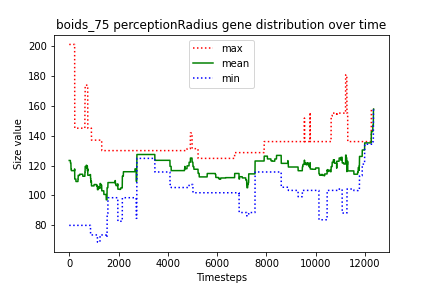 boids_75 perceptionRadius gene distribution over time
max
mean
min
Size value
200
180
160
140
120
100
80
0
2000
4000
6000
8000
10000
12000
Timesteps